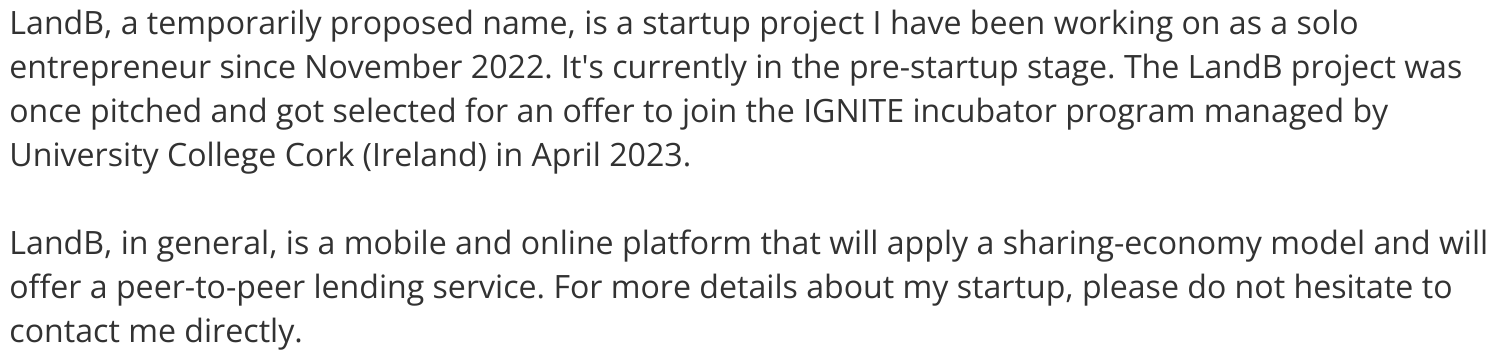 LandB, a temporarily proposed name, is a startup project I have been working on as a solo
entrepreneur since November 2022. It's currently in the pre-startup stage. The LandB project was
once pitched and got selected for an offer to join the IGNITE incubator program managed by
University College Cork (Ireland) in April 2023.

LandB, in general, is a mobile and online platform that will apply a sharing-economy model and will
offer a peer-to-peer lending service. For more details about my startup, please do not hesitate to
contact me directly.